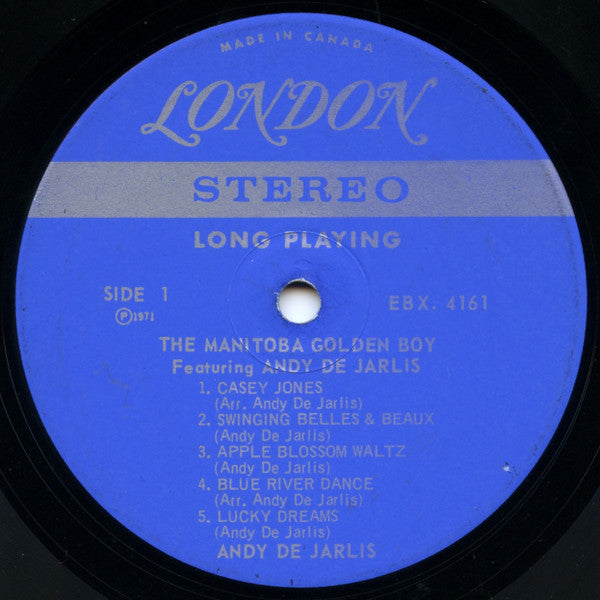 MADE IN CANADA
LONDON
STEREO
LONG PLAYING
SIDE 1
EBX. 4161
Ⓟ1971
THE MANITOBA GOLDEN BOY
Featuring ANDY DE JARLIS
1. CASEY JONES
(Arr. Andy De Jarlis)
2. SWINGING BELLES & BEAUX
(Andy De Jarlis)
3. APPLE BLOSSOM WALTZ
(Andy De Jarlis)
4. BLUE RIVER DANCE
(Arr. Andy De Jarlis)
5. LUCKY DREAMS
(Andy De Jarlis)
ANDY DE JARLIS